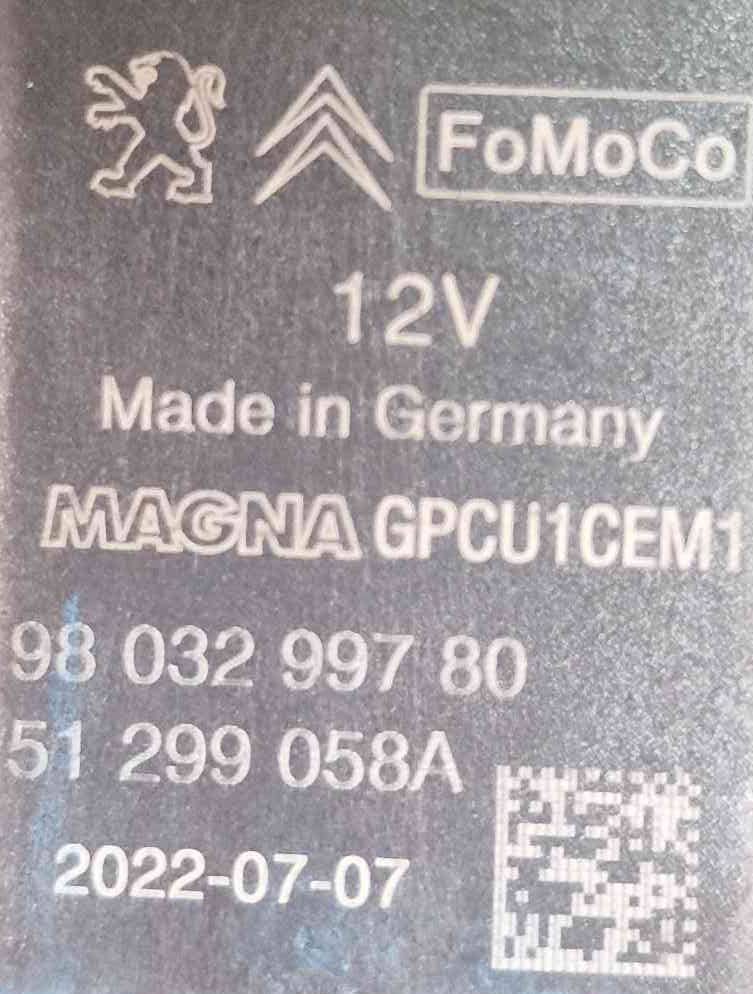 FoMoCo
12V
Made in Germany
MAGNA GPCU1CEM1
98 032 997 80
51 299 058A
2022-07-07